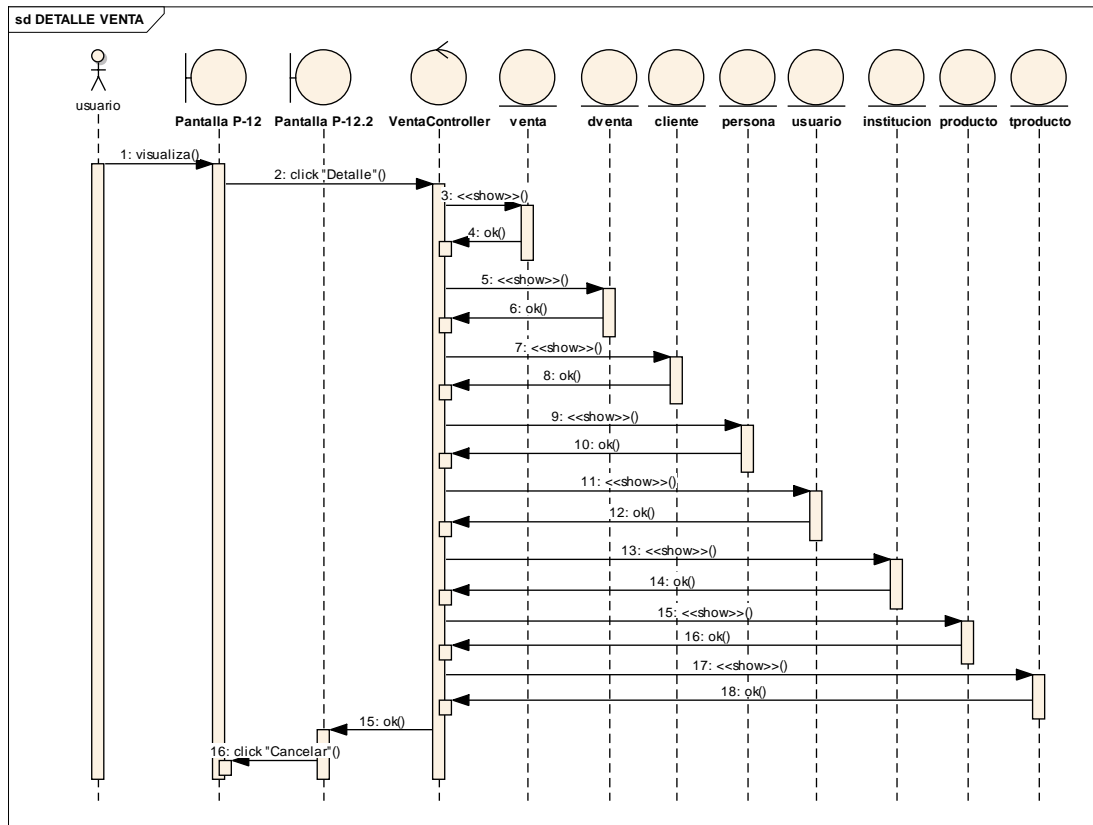 sd DETALLE VENTA
usuario
Pantalla P-12
Pantalla P-12.2
VentaController
venta
dventa
cliente
persona
usuario
institucion
producto
tproducto
1: visualiza()
2: click "Detalle"()
3: <<show>>()
4: ok()
5: <<show>>()
6: ok()
7: <<show>>()
8: ok()
9: <<show>>()
10: ok()
11: <<show>>()
12: ok()
13: <<show>>()
14: ok()
15: <<show>>()
16: ok()
17: <<show>>()
18: ok()
15: ok()
16: click "Cancelar"()